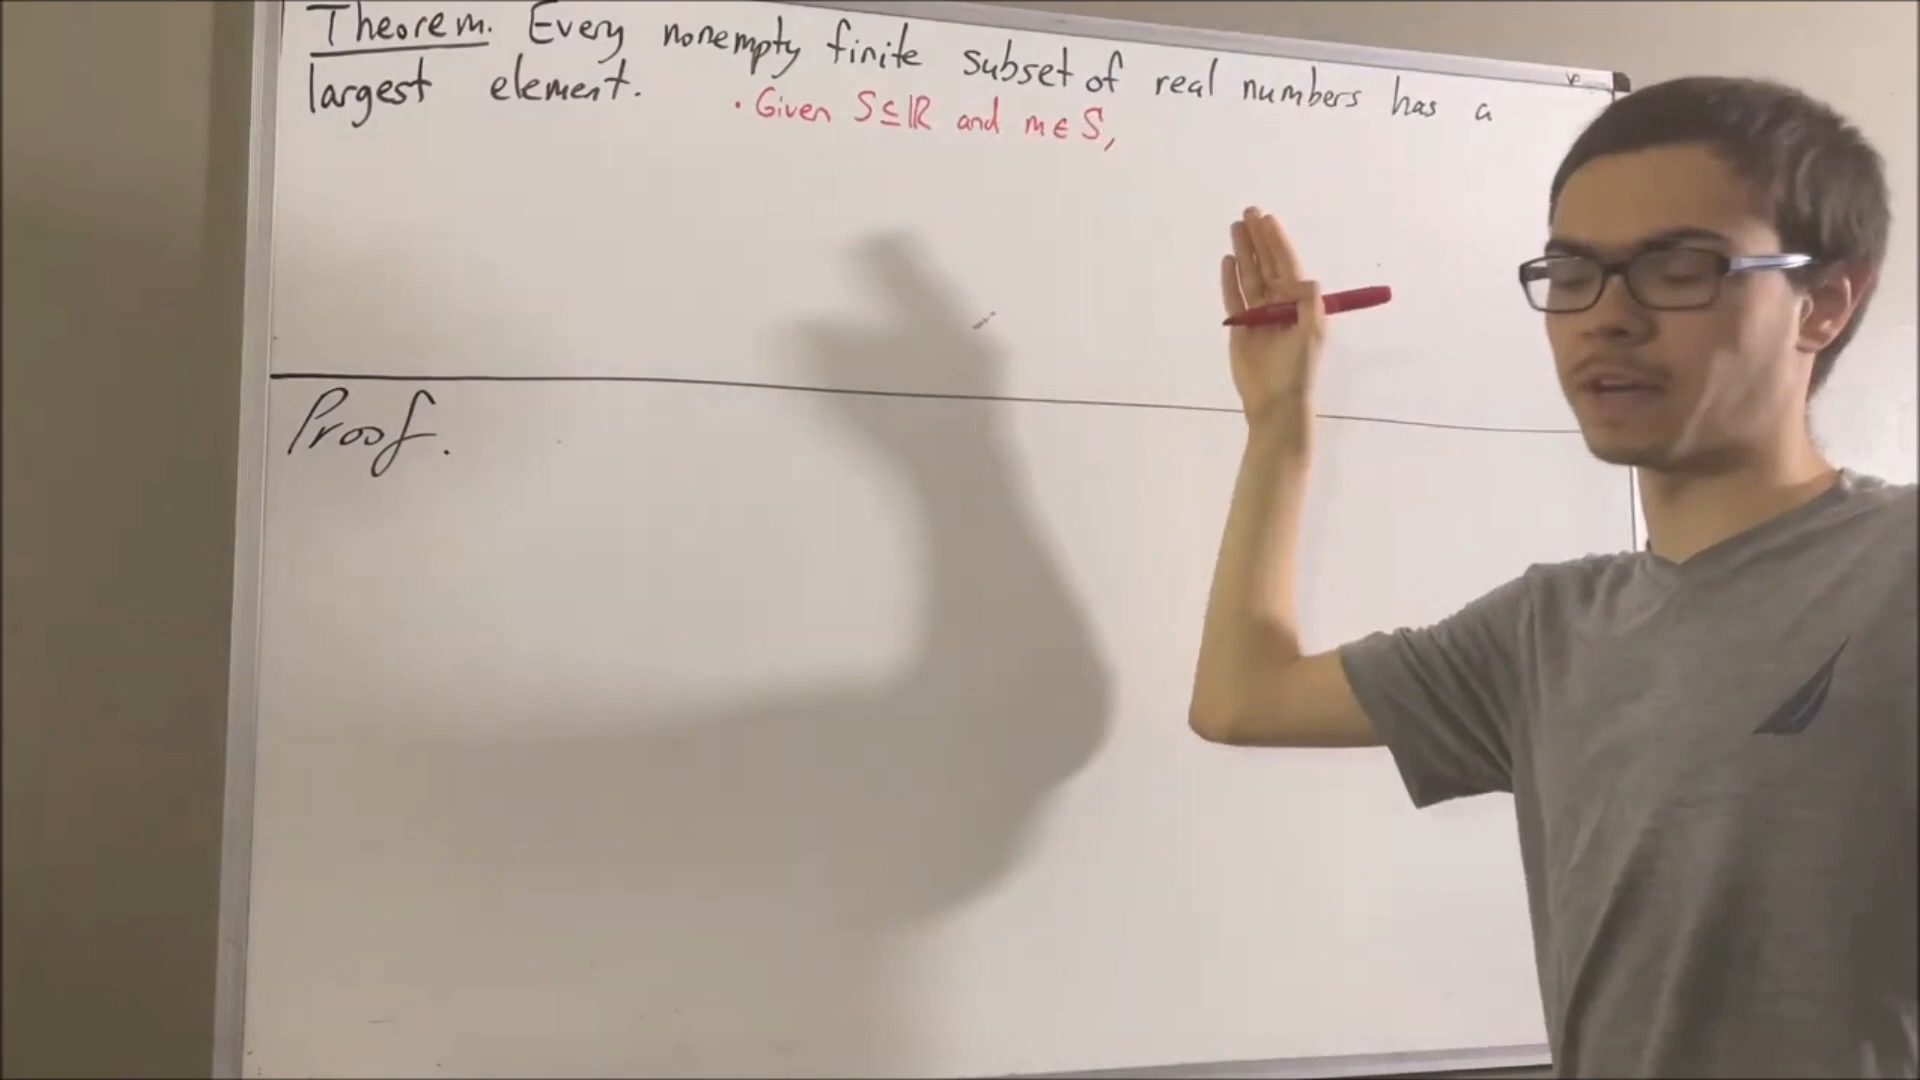 Theorem. Every nonempty finite subset of real numbers has a
largest element.
· Given S⊆ℝ and m∈S,
Proof.